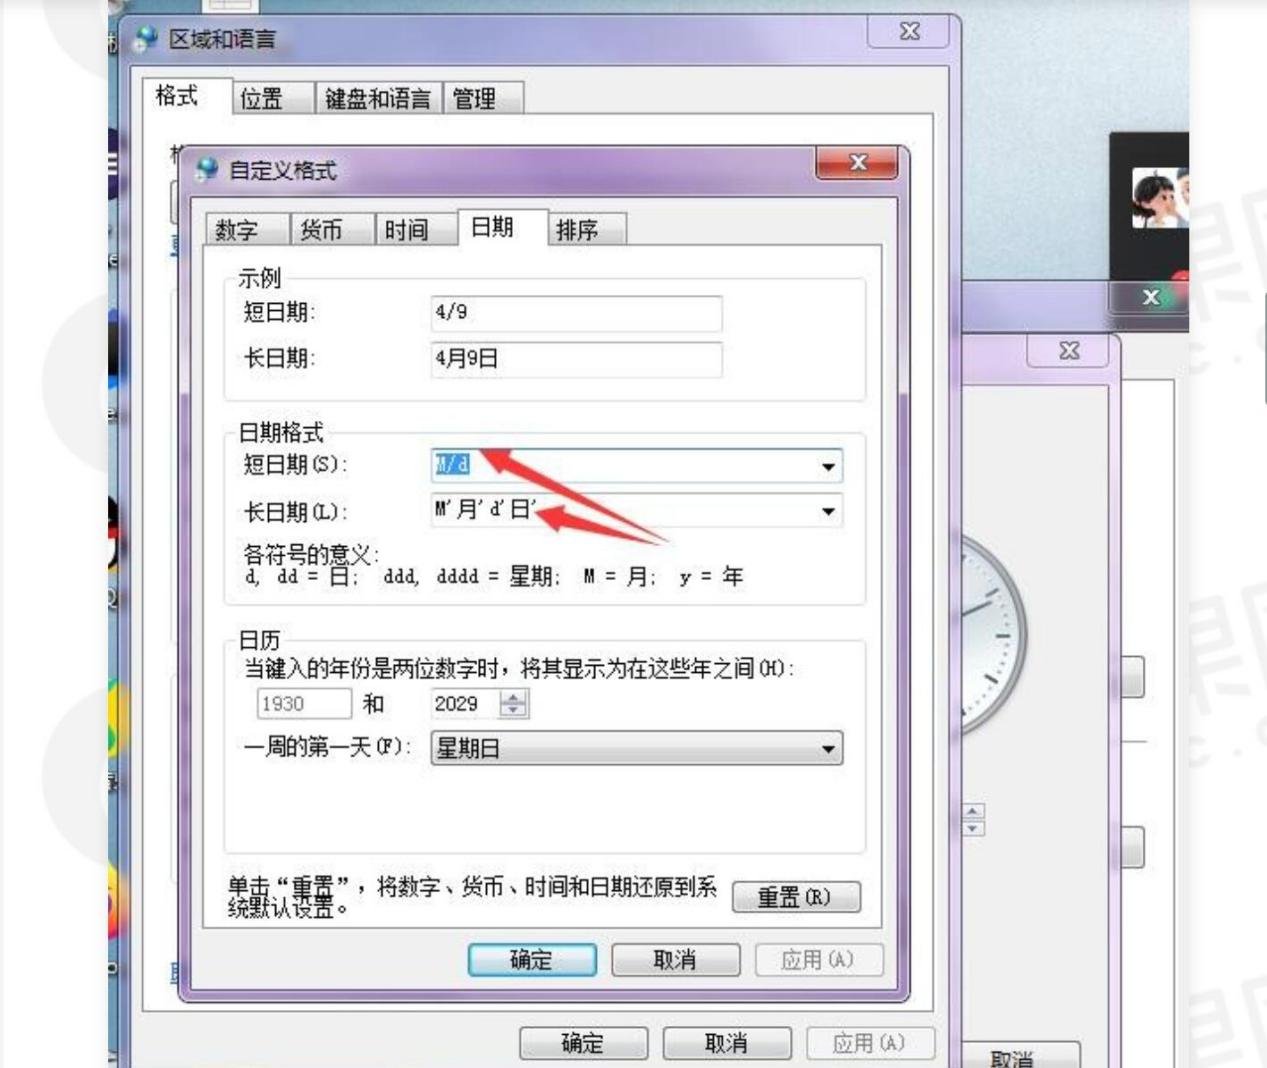 区域和语言
格式 位置 键盘和语言 管理
自定义格式
数字 货币 时间 日期 排序
示例
短日期: 4/9
长日期: 4月9日
日期格式
短日期(S): M/d
长日期(L): M'月'd'日'
各符号的意义:
d, dd = 日; ddd, dddd = 星期; M = 月; y = 年
日历
当键入的年份是两位数字时，将其显示为在这些年之间(H):
1930 和 2029
一周的第一天(F): 星期日
单击“重置”，将数字、货币、时间和日期还原到系
统默认设置。
重置(R)
确定 取消 应用(A)
确定 取消 应用(A)
取消